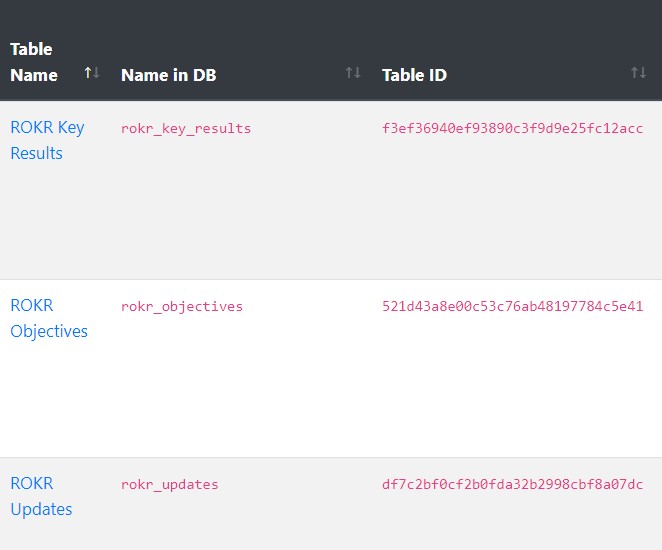 Table
Name Name in DB Table ID
ROKR Key rokr_key_results f3ef36940ef93890c3f9d9e25fc12acc
Results
ROKR rokr_objectives 521d43a8e00c53c76ab48197784c5e41
Objectives
ROKR rokr_updates df7c2bf0cf2b0fda32b2998cbf8a07dc
Updates